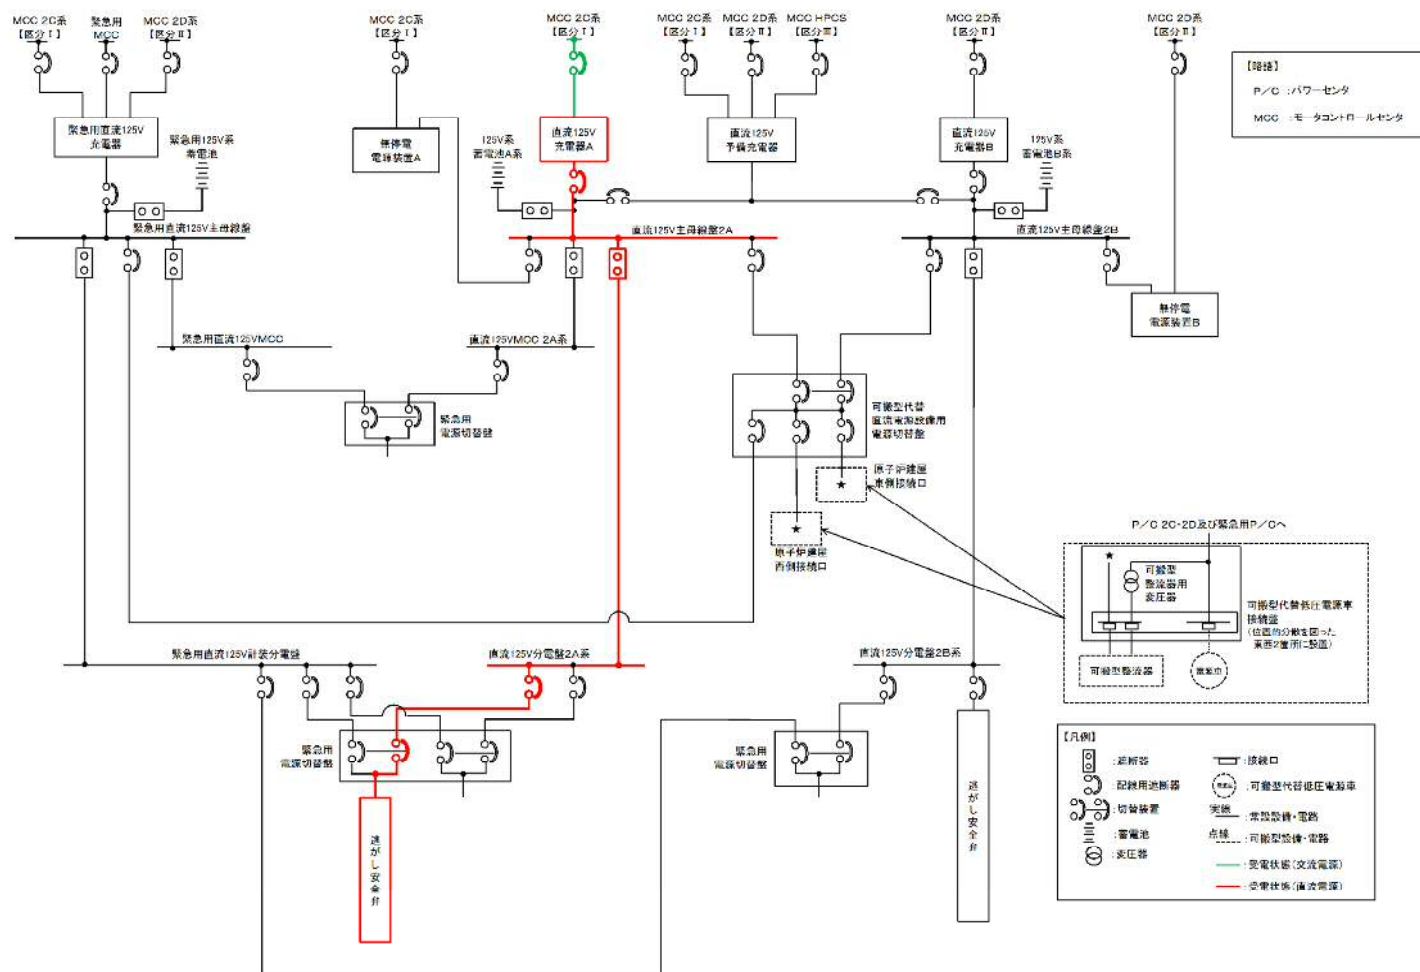 MCC 2C系
【区分Ⅰ】
緊急用
MCC
MCC 2D系
【区分Ⅱ】
MCC 2C系
【区分Ⅰ】
MCC 2C系
【区分Ⅰ】
MCC 2C系
【区分Ⅰ】
MCC 2D系
【区分Ⅱ】
MCC HPCS
【区分Ⅲ】
MCC 2D系
【区分Ⅱ】
MCC 2D系
【区分Ⅱ】
【略語】
P/C :パワーセンタ
MCC :モータコントロールセンタ
緊急用直流125V
充電器
緊急用125V系
蓄電池
無停電
電源装置A
125V系
蓄電池A系
直流125V
充電器A
直流125V
予備充電器
直流125V
充電器B
125V系
蓄電池B系
緊急用直流125V主母線盤
直流125V主母線盤2A
直流125V主母線盤2B
無停電
電源装置B
緊急用直流125VMCC
直流125VMCC 2A系
緊急用
電源切替盤
可搬型代替
直流電源設備用
電源切替盤
原子炉建屋
東側接続口
原子炉建屋
西側接続口
P/C 2C・2D及び緊急用P/Cへ
可搬型
整流器用
変圧器
可搬型代替低圧電源車
接続盤
(位置的分散を図った
東西2箇所に設置)
可搬型整流器
電源車
緊急用直流125V計装分電盤
直流125V分電盤2A系
直流125V分電盤2B系
緊急用
電源切替盤
緊急用
電源切替盤
逃がし安全弁
逃がし安全弁
【凡例】
:遮断器
:配線用遮断器
:切替装置
:蓄電池
:変圧器
:接続口
電源車
:可搬型代替低圧電源車
実線
:常設設備・電路
点線
:可搬型設備・電路
:受電状態(交流電源)
:受電状態(直流電源)